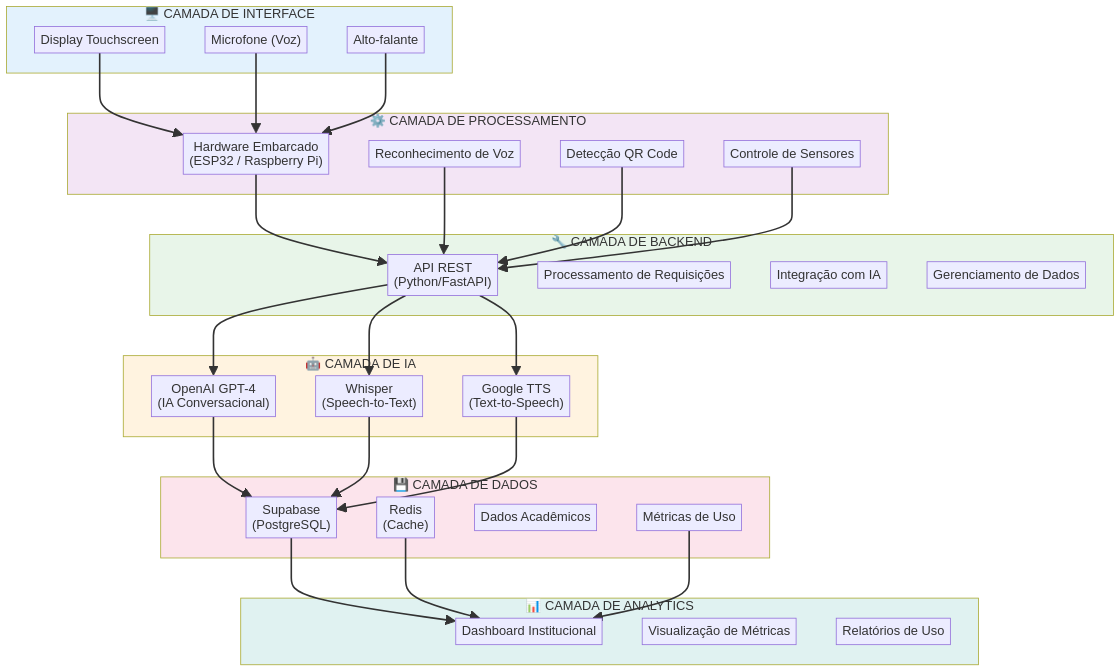 🖥️ CAMADA DE INTERFACE
Display Touchscreen
Microfone (Voz)
Alto-falante
⚙️ CAMADA DE PROCESSAMENTO
Hardware Embarcado
(ESP32 / Raspberry Pi)
Reconhecimento de Voz
Detecção QR Code
Controle de Sensores
🔧 CAMADA DE BACKEND
API REST
(Python/FastAPI)
Processamento de Requisições
Integração com IA
Gerenciamento de Dados
🤖 CAMADA DE IA
OpenAI GPT-4
(IA Conversacional)
Whisper
(Speech-to-Text)
Google TTS
(Text-to-Speech)
💾 CAMADA DE DADOS
Supabase
(PostgreSQL)
Redis
(Cache)
Dados Acadêmicos
Métricas de Uso
📊 CAMADA DE ANALYTICS
Dashboard Institucional
Visualização de Métricas
Relatórios de Uso